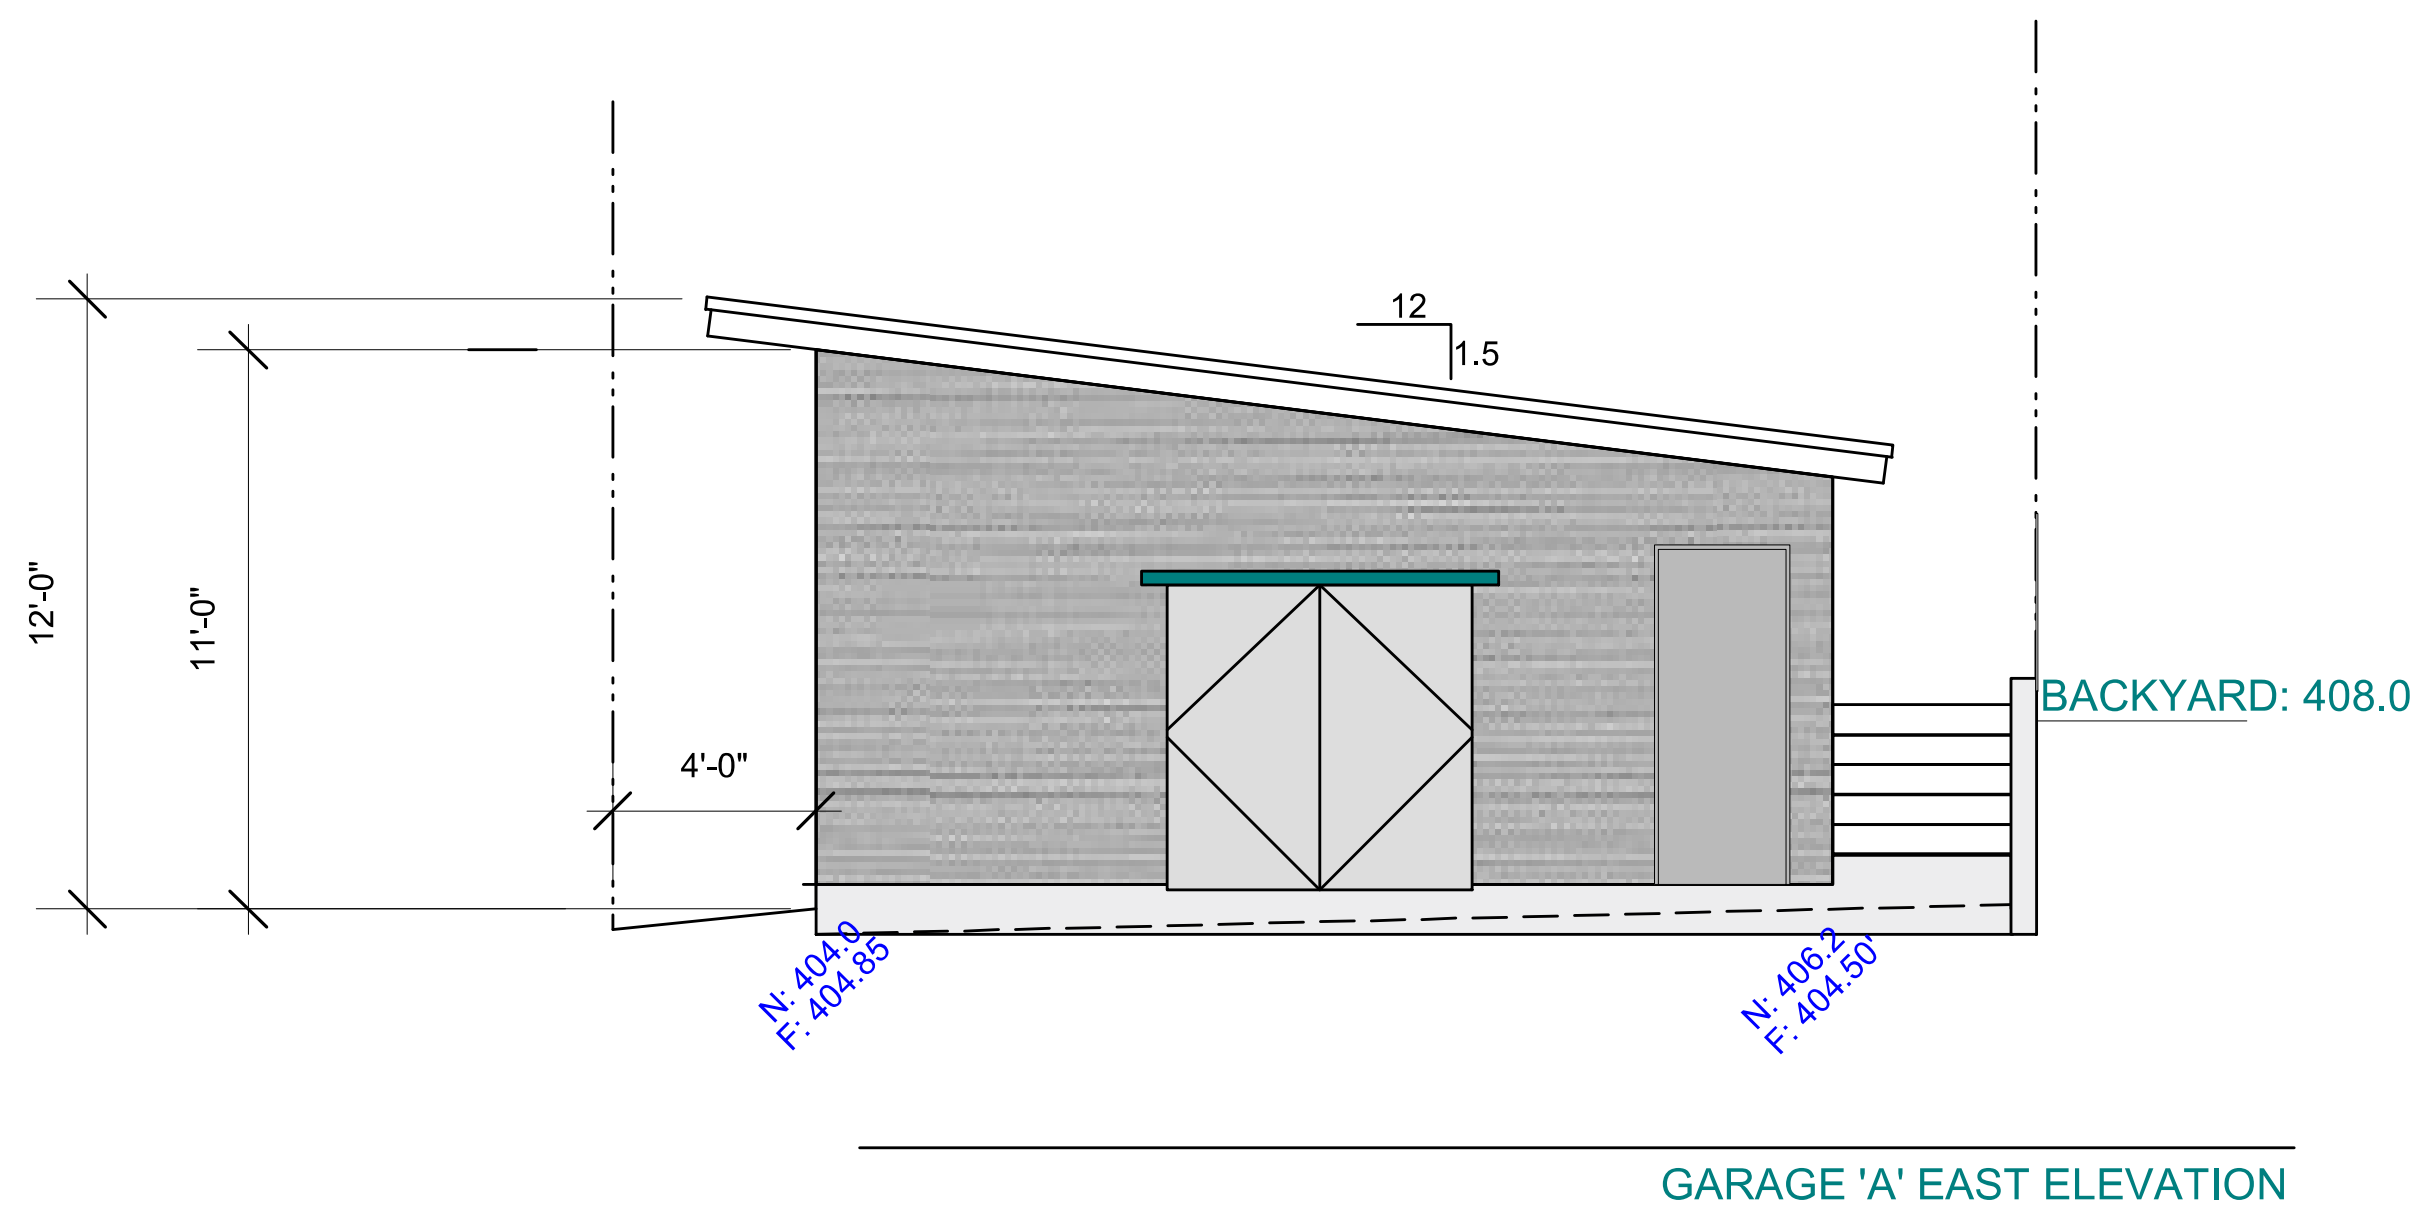 12
1.5
12'-0"
11'-0"
4'-0"
BACKYARD: 408.0
N: 404.0
F: 404.85
N: 406.2
F: 404.50'
GARAGE 'A' EAST ELEVATION